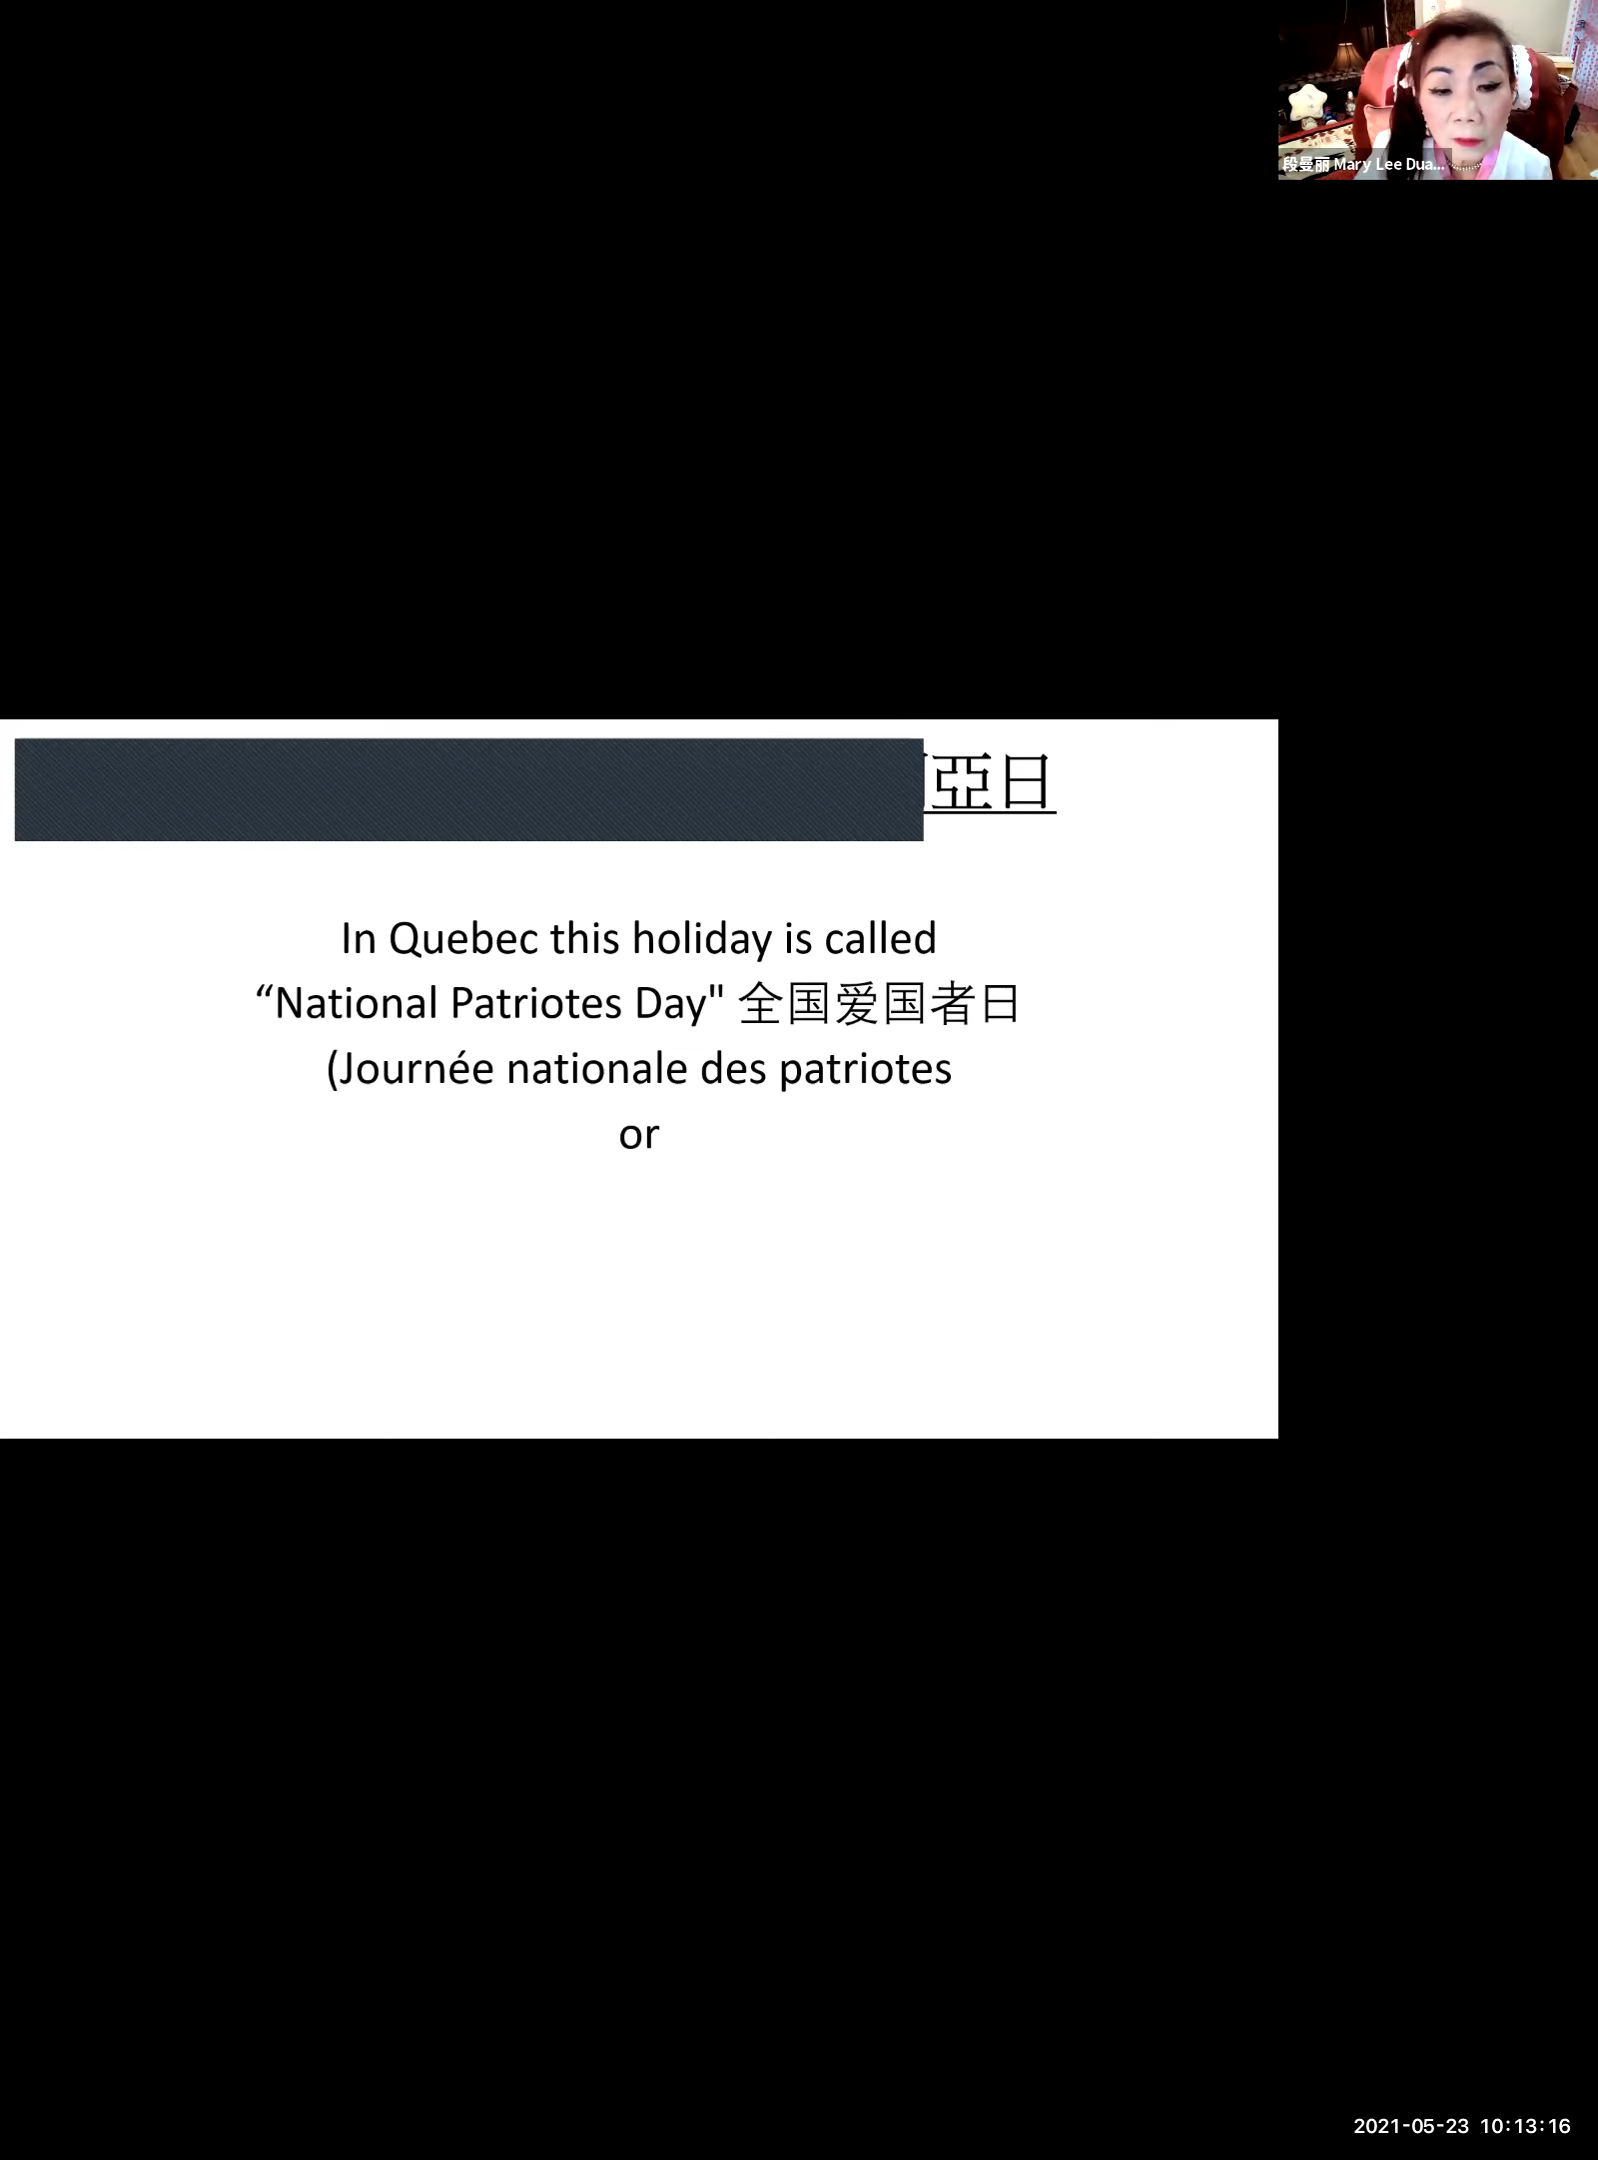 段曼丽 Mary Lee Dua...
亞日
In Quebec this holiday is called
“National Patriotes Day" 全国爱国者日
(Journée nationale des patriotes
or
2021-05-23 10:13:16